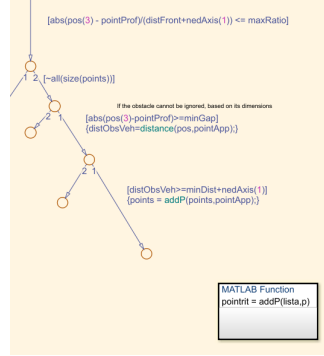 [abs(pos(3) - pointProf)/(distFront+nedAxis(1)) <= maxRatio]
1 2 [~all(size(points))]
If the obstacle cannot be ignored, based on its dimensions
[abs(pos(3)-pointProf)>=minGap]
2 1 {distObsVeh=distance(pos,pointApp);}
2 1
[distObsVeh>=minDist+nedAxis(1)]
{points = addP(points,pointApp);}
MATLAB Function
pointrit = addP(lista,p)